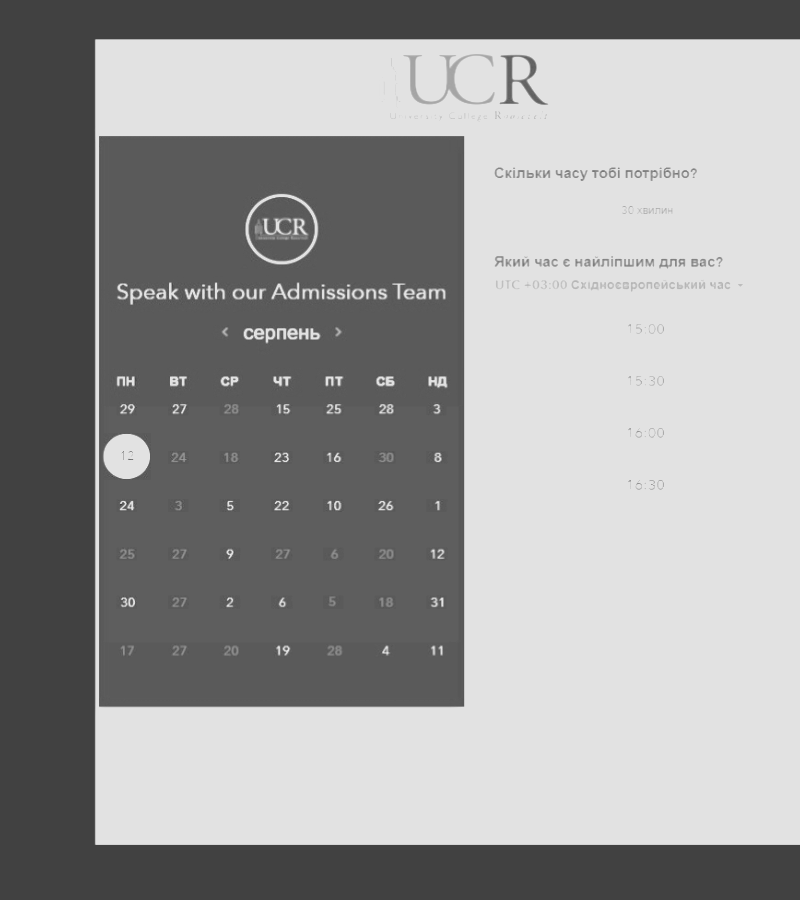 UCR
University College Roosevelt
UCR
Speak with our Admissions Team
‹ серпень ›
ПН ВТ СР ЧТ ПТ СБ НД
29 27 28 15 25 28 3
12 24 18 23 16 30 8
24 3 5 22 10 26 1
25 27 9 27 6 20 12
30 27 2 6 5 18 31
17 27 20 19 28 4 11
Скільки часу тобі потрібно?
30 хвилин
Який час є найліпшим для вас?
UTC +03:00 Східноєвропейський час
15:00
15:30
16:00
16:30